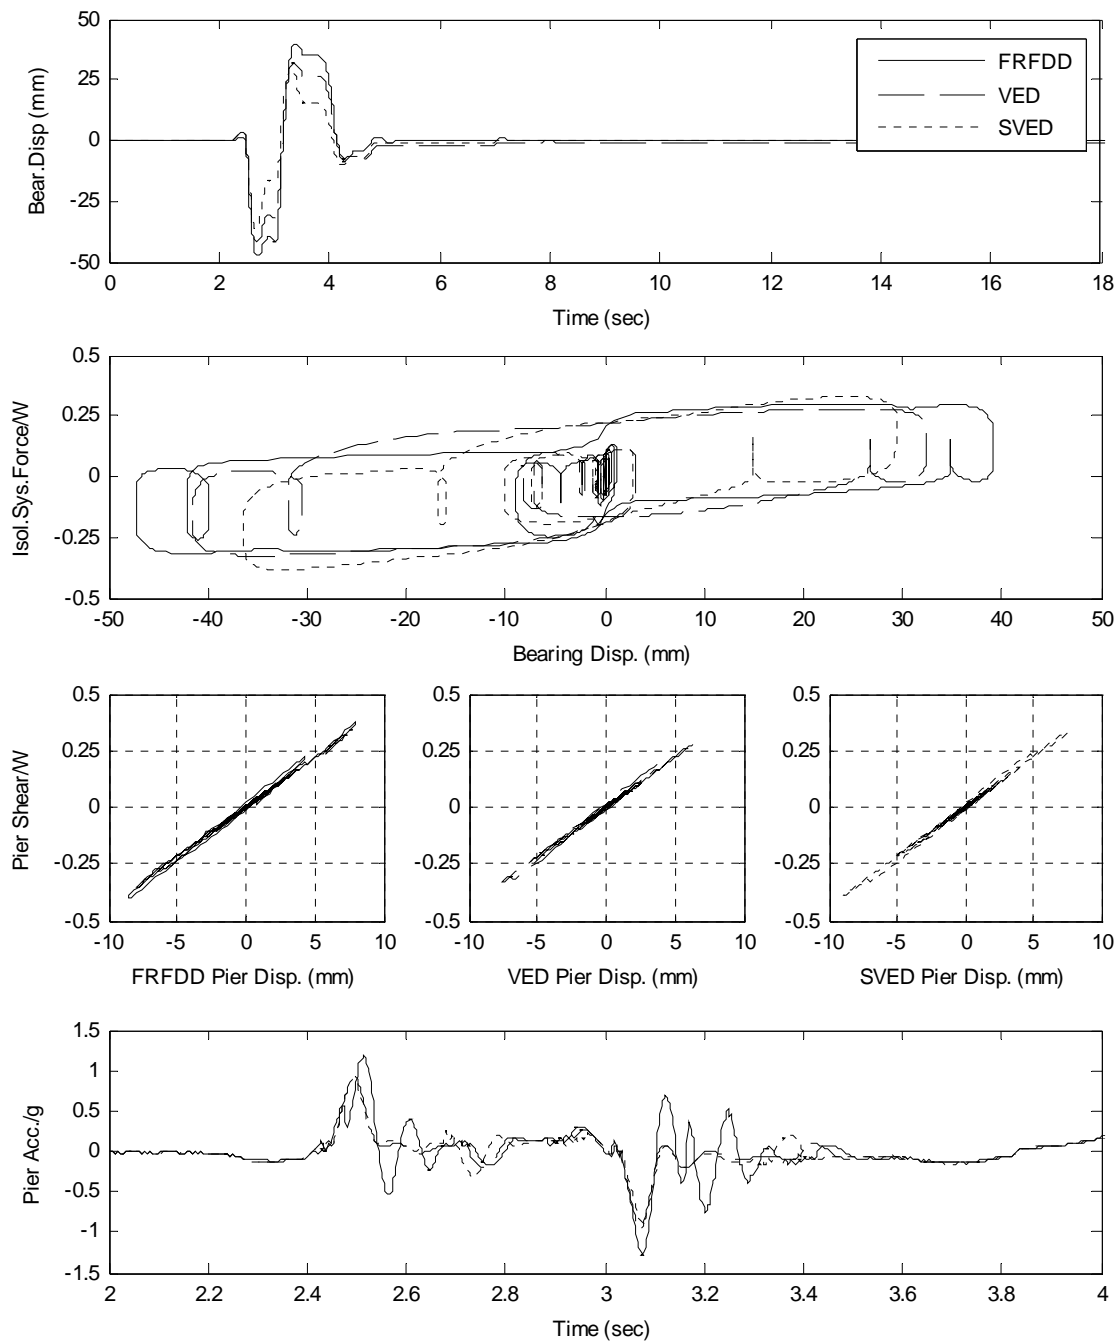 50
25
0
-25
-50
Bear.Disp (mm)
FRFDD
VED
SVED
0 2 4 6 8 10 12 14 16 18
Time (sec)
0.5
0.25
0
-0.25
-0.5
Isol.Sys.Force/W
-50 -40 -30 -20 -10 0 10 20 30 40 50
Bearing Disp. (mm)
0.5
0.25
0
-0.25
-0.5
Pier Shear/W
-10 -5 0 5 10
FRFDD Pier Disp. (mm)
0.5
0.25
0
-0.25
-0.5
-10 -5 0 5 10
VED Pier Disp. (mm)
0.5
0.25
0
-0.25
-0.5
-10 -5 0 5 10
SVED Pier Disp. (mm)
1.5
1
0.5
0
-0.5
-1
-1.5
Pier Acc./g
2 2.2 2.4 2.6 2.8 3 3.2 3.4 3.6 3.8 4
Time (sec)